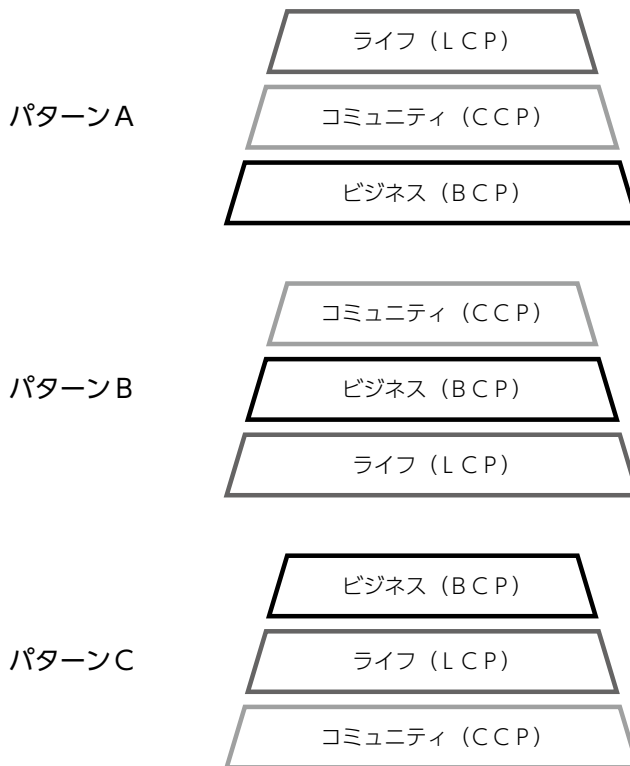 ライフ（ＬＣＰ）
パターンA
コミュニティ（ＣＣＰ）
ビジネス（ＢＣＰ）
コミュニティ（ＣＣＰ）
パターンB
ビジネス（ＢＣＰ）
ライフ（ＬＣＰ）
ビジネス（ＢＣＰ）
パターンC
ライフ（ＬＣＰ）
コミュニティ（ＣＣＰ）